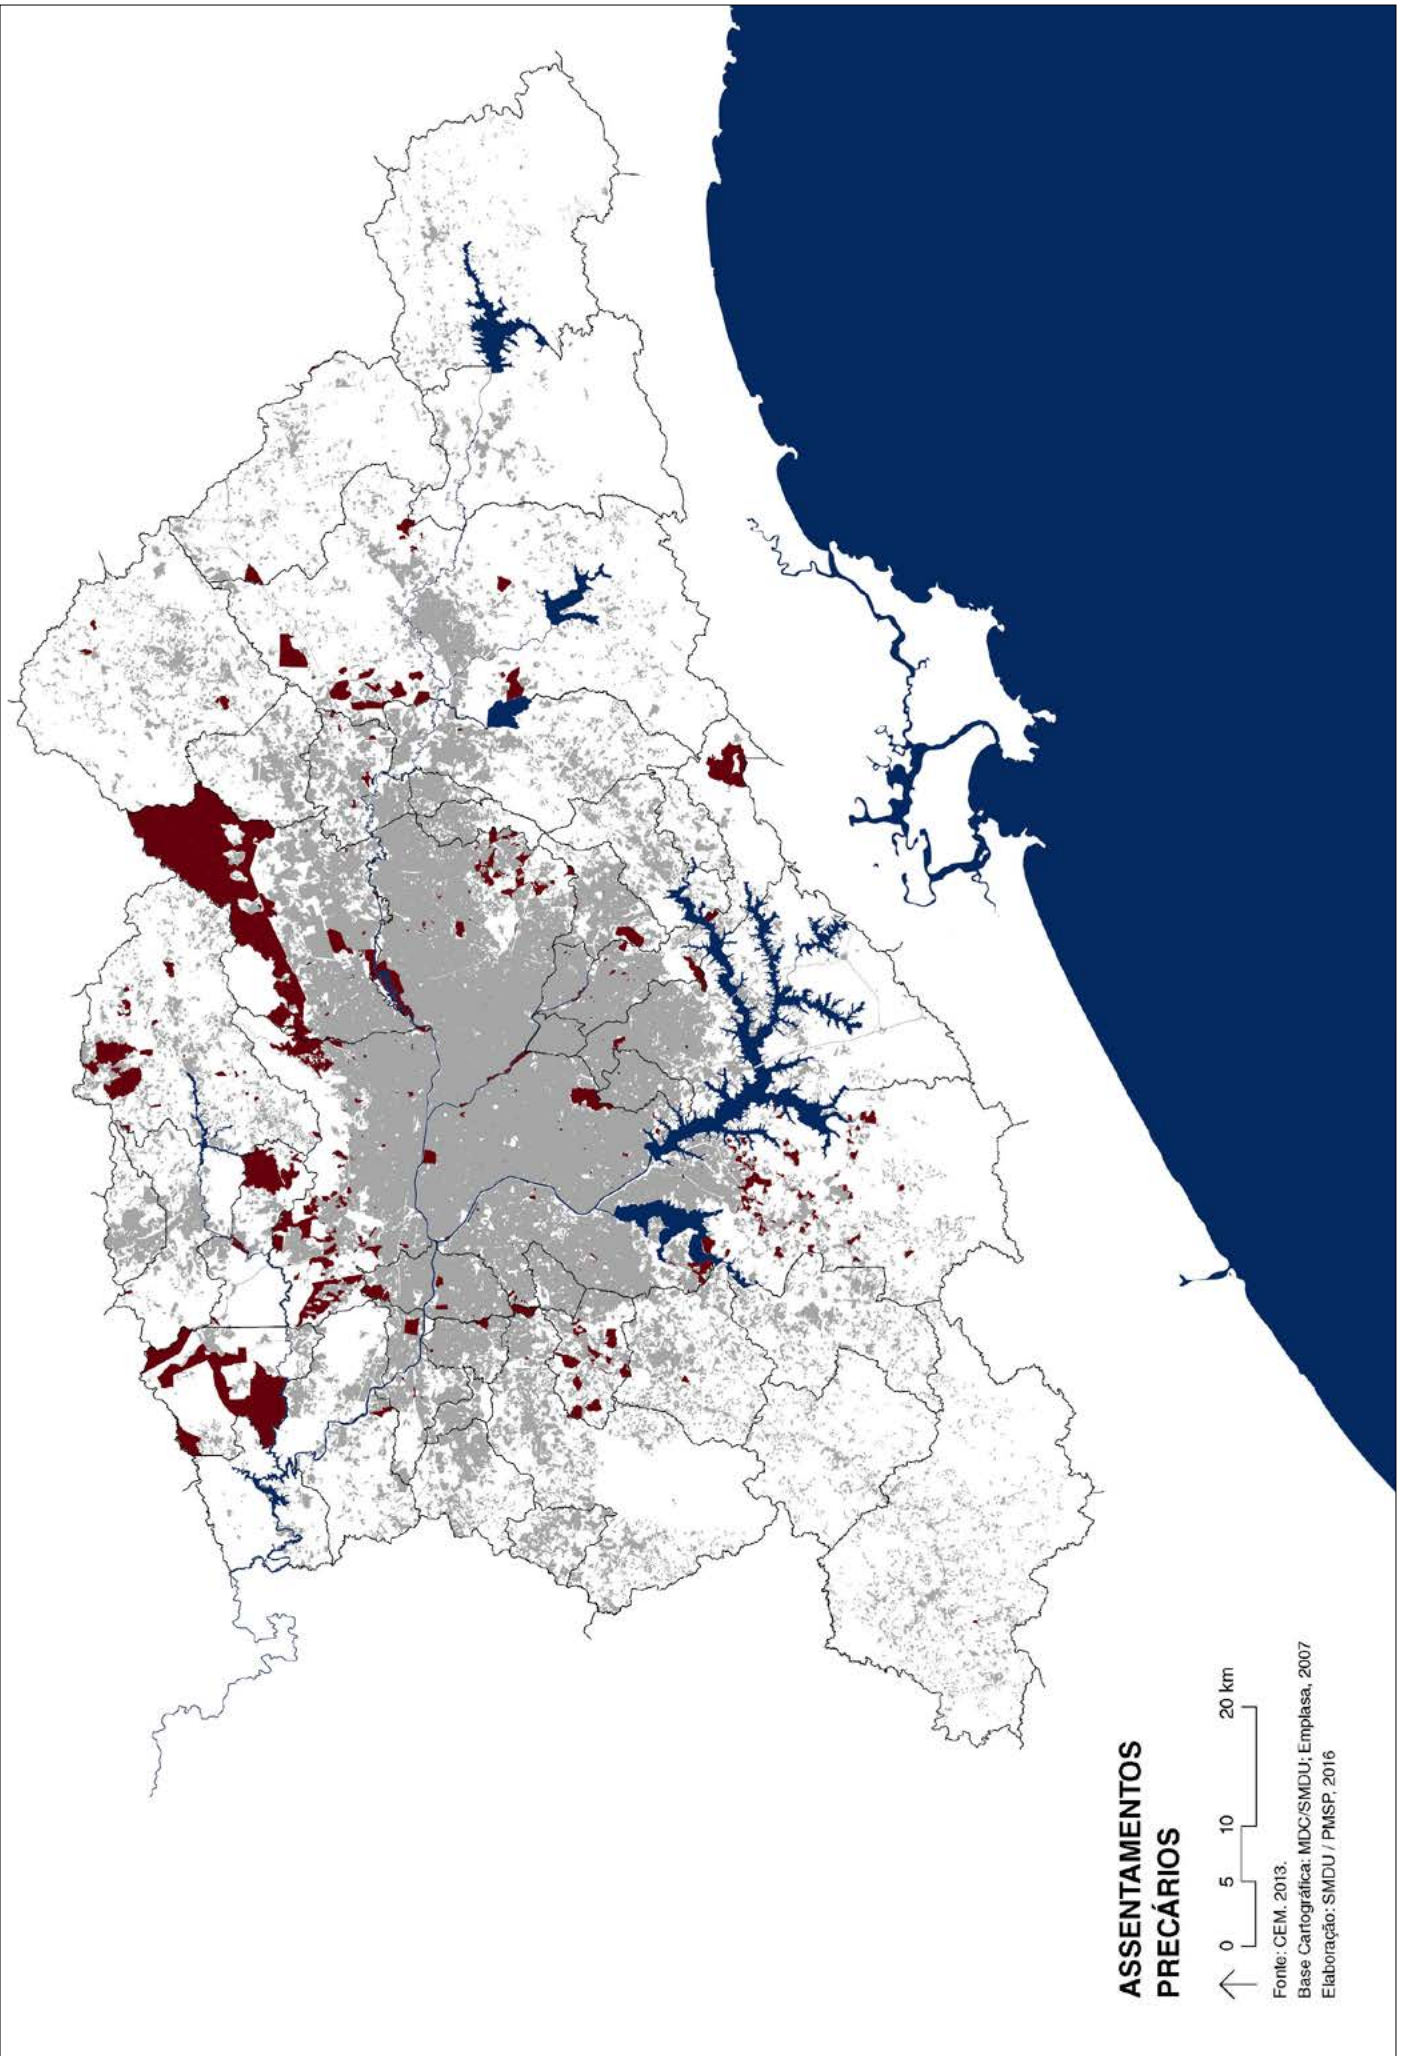 ASSENTAMENTOS
PRECÁRIOS
0 5 10 20 km
Fonte: CEM. 2013.
Base Cartográfica: MDC/SMDU; Emplasa, 2007
Elaboração: SMDU / PMSP, 2016